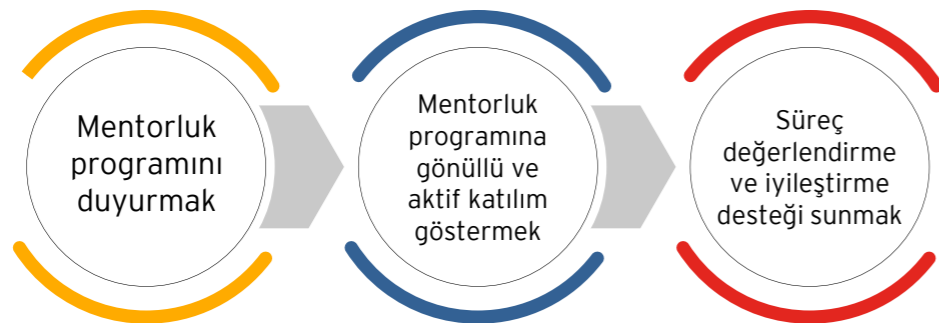 Mentorluk
programını
duyurmak
Mentorluk
programına
gönüllü ve
aktif katılım
göstermek
Süreç
değerlendirme
ve iyileştirme
desteği sunmak